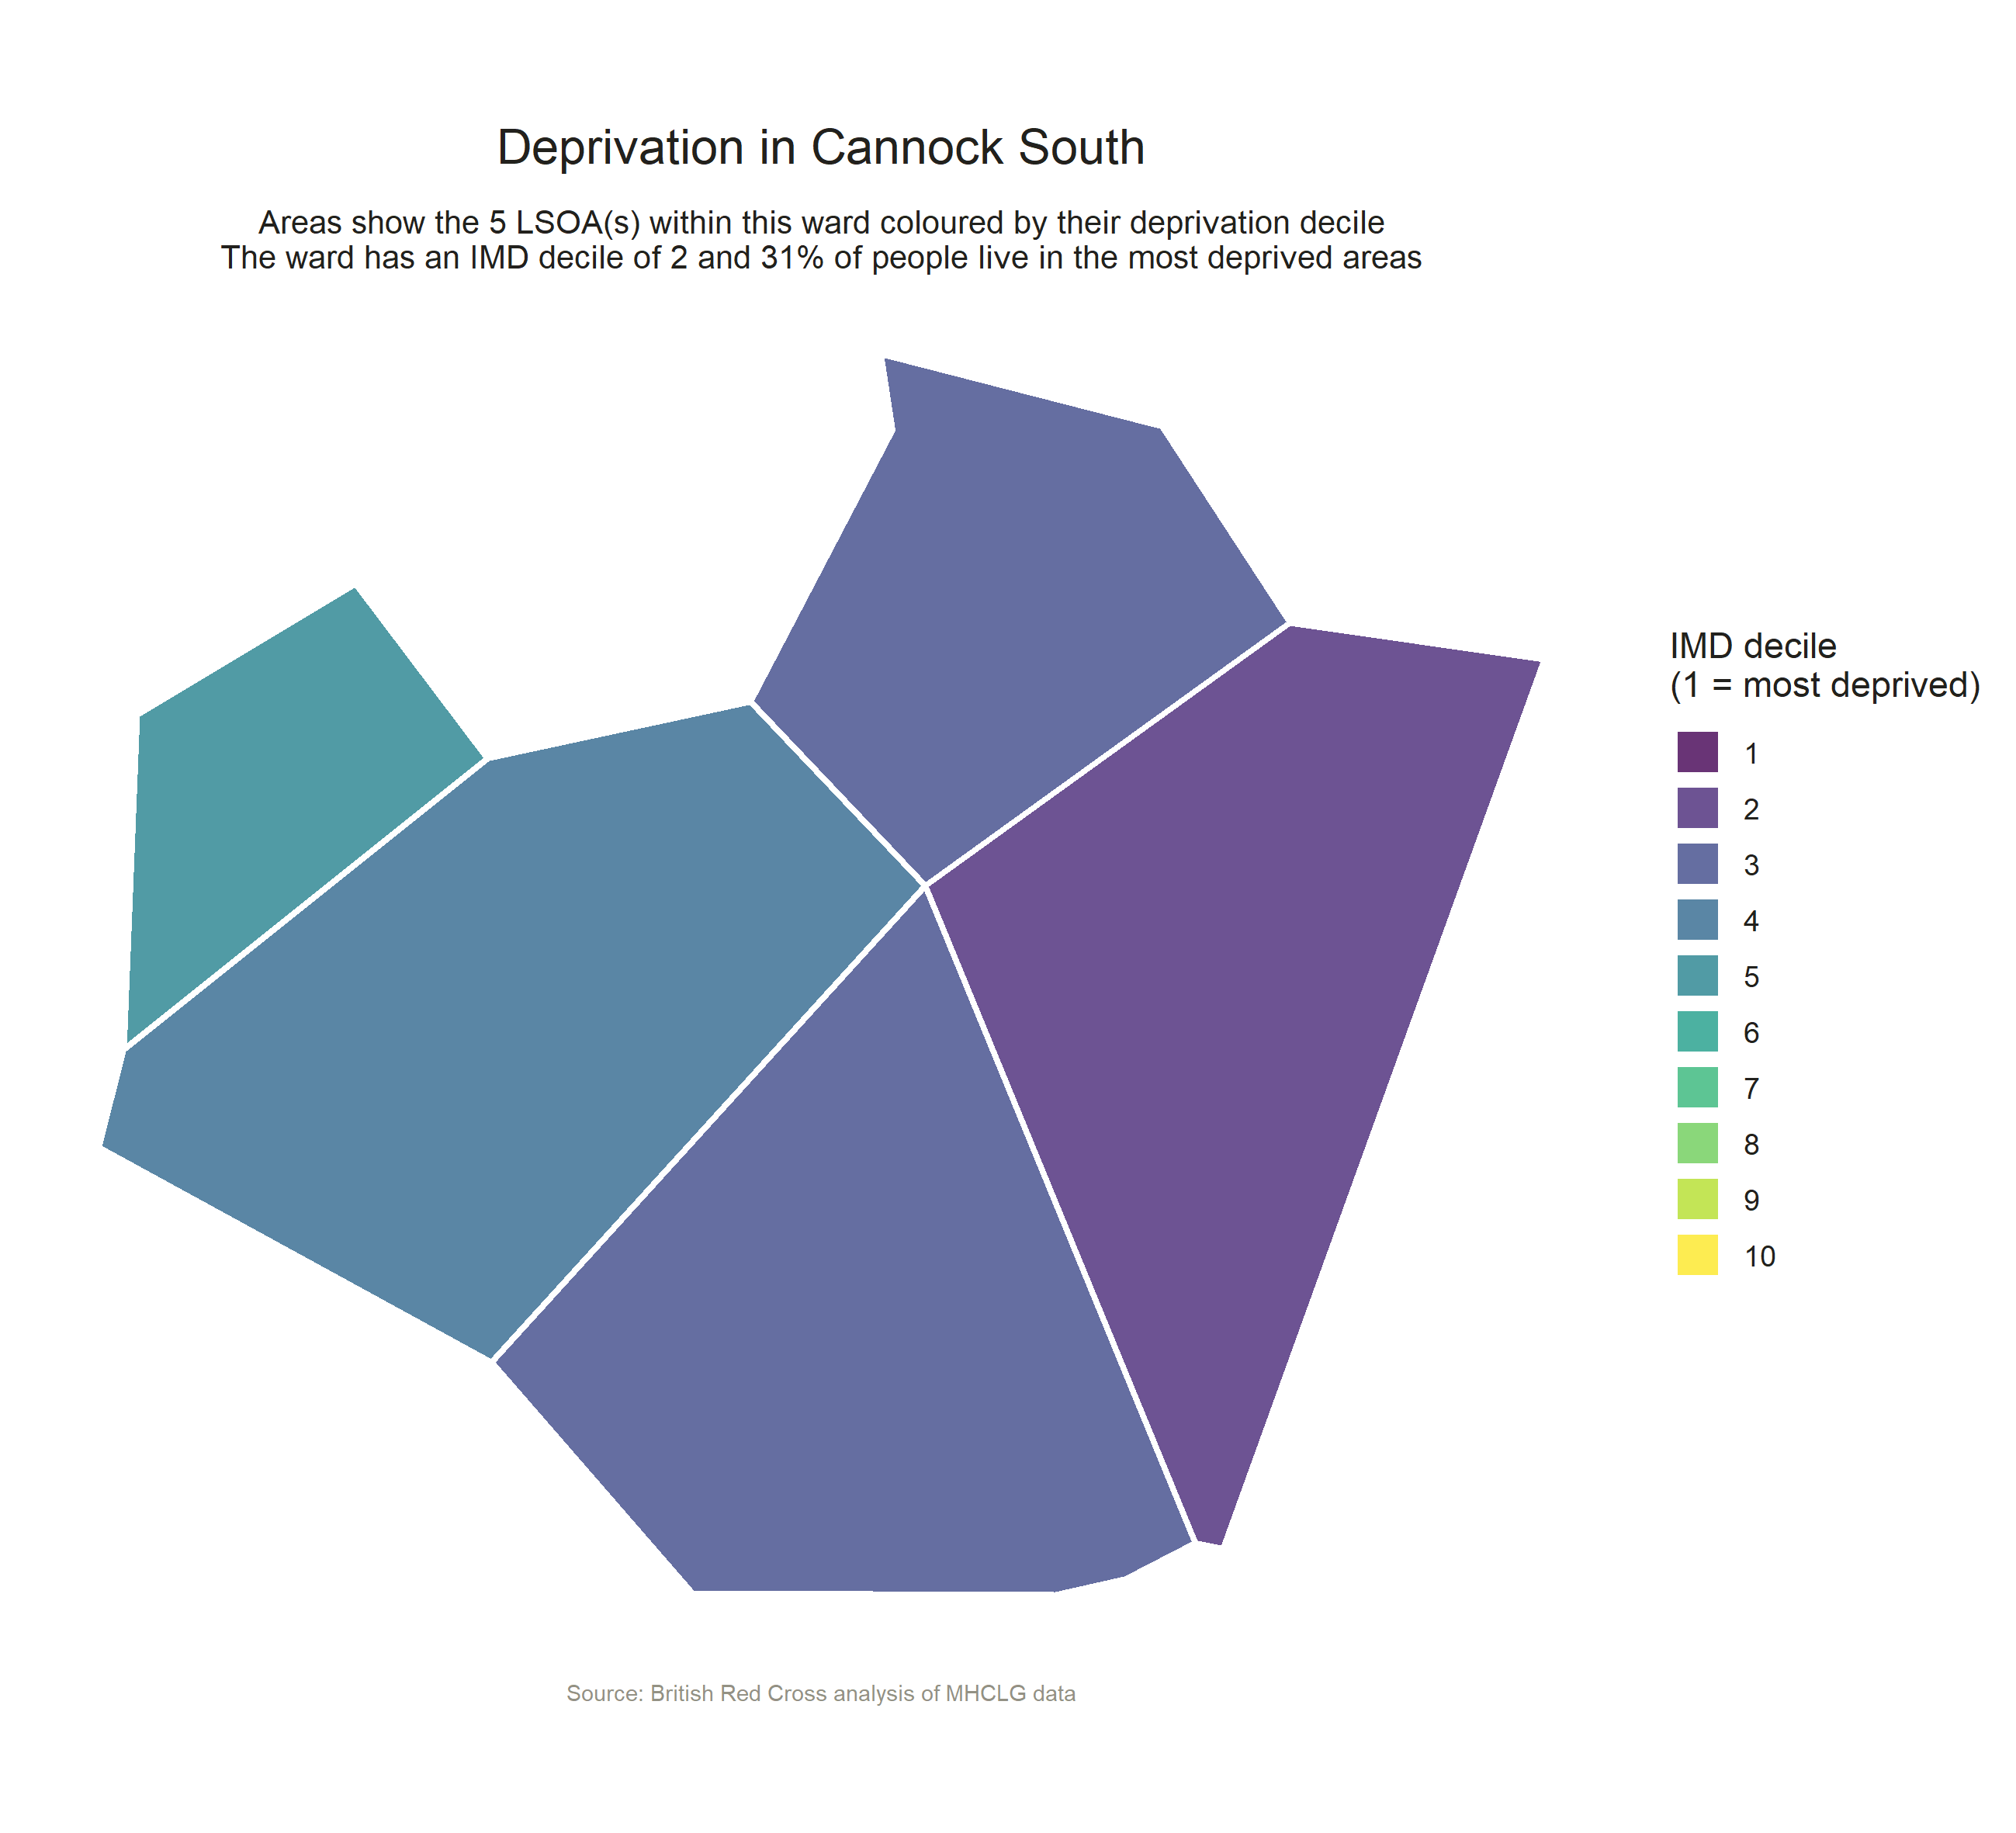 Deprivation in Cannock South
Areas show the 5 LSOA(s) within this ward coloured by their deprivation decile
The ward has an IMD decile of 2 and 31% of people live in the most deprived areas
IMD decile
(1 = most deprived)
1
2
3
4
5
6
7
8
9
10
Source: British Red Cross analysis of MHCLG data